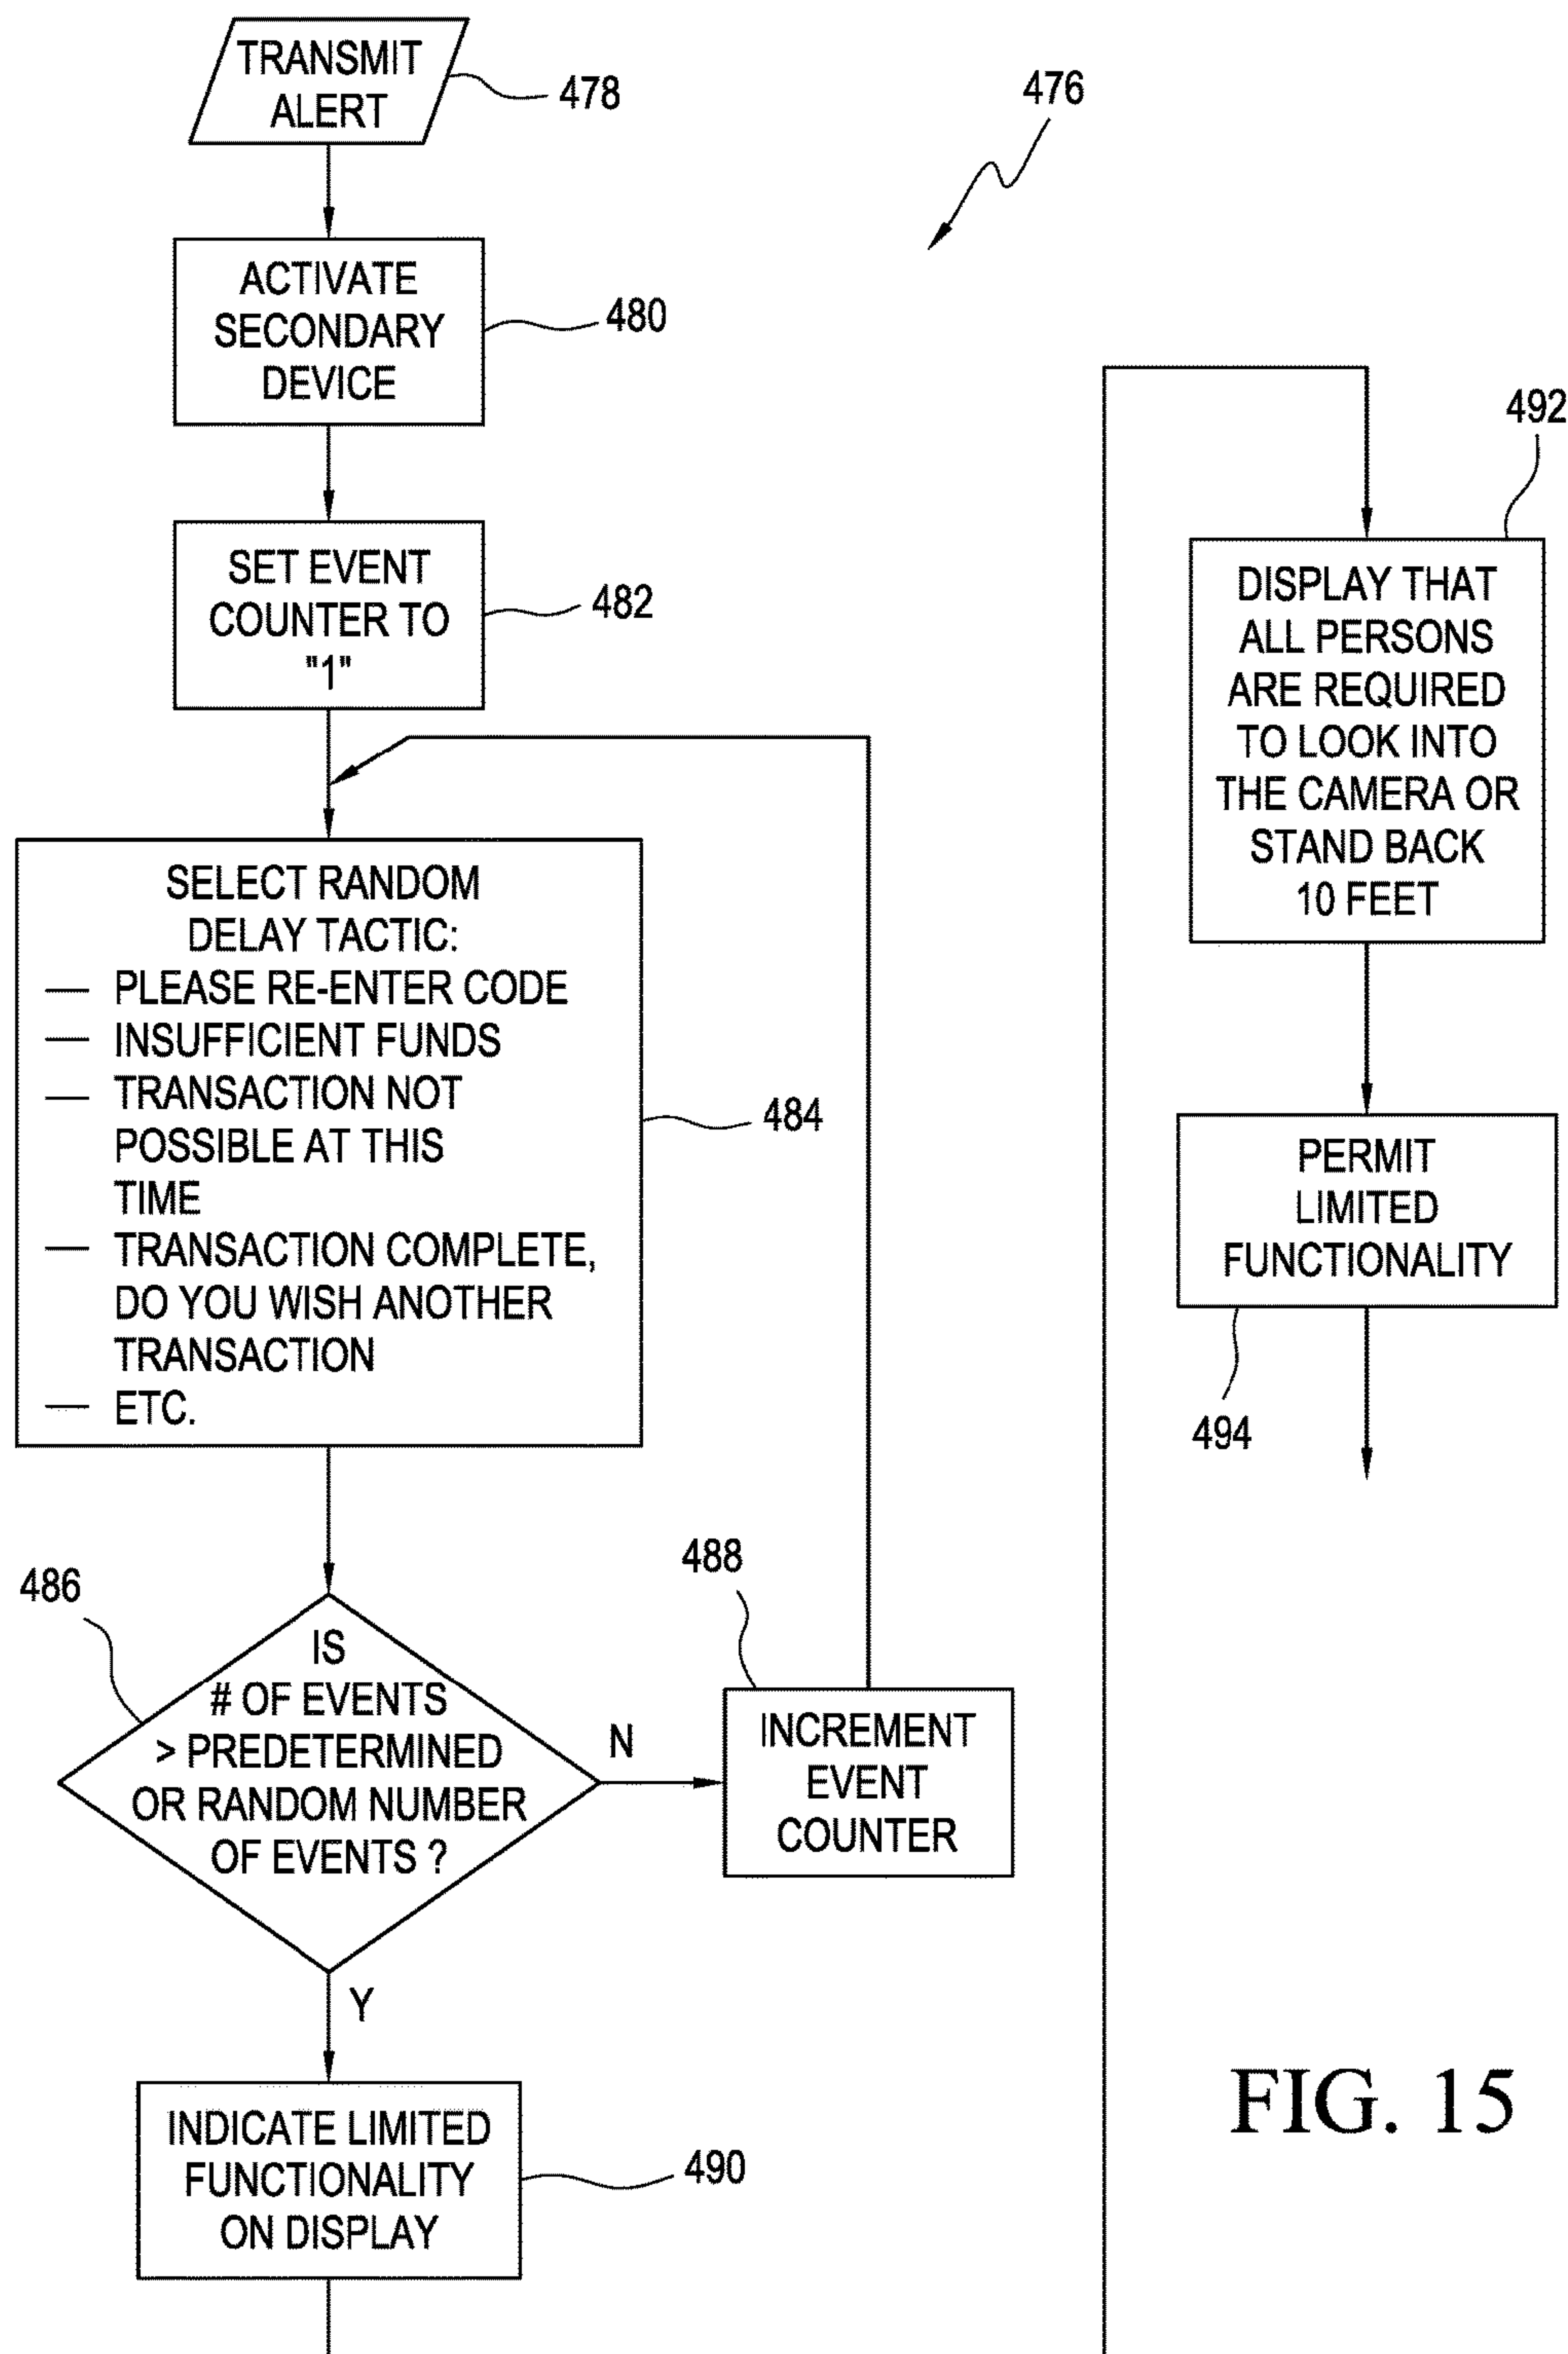 TRANSMIT
ALERT
478
476
ACTIVATE
SECONDARY
DEVICE
480
SET EVENT
COUNTER TO
"1"
482
SELECT RANDOM
DELAY TACTIC:
— PLEASE RE-ENTER CODE
— INSUFFICIENT FUNDS
— TRANSACTION NOT
POSSIBLE AT THIS
TIME
— TRANSACTION COMPLETE,
DO YOU WISH ANOTHER
TRANSACTION
— ETC.
484
486
IS
# OF EVENTS
> PREDETERMINED
OR RANDOM NUMBER
OF EVENTS ?
N
Y
488
INCREMENT
EVENT
COUNTER
INDICATE LIMITED
FUNCTIONALITY
ON DISPLAY
490
492
DISPLAY THAT
ALL PERSONS
ARE REQUIRED
TO LOOK INTO
THE CAMERA OR
STAND BACK
10 FEET
PERMIT
LIMITED
FUNCTIONALITY
494
FIG. 15